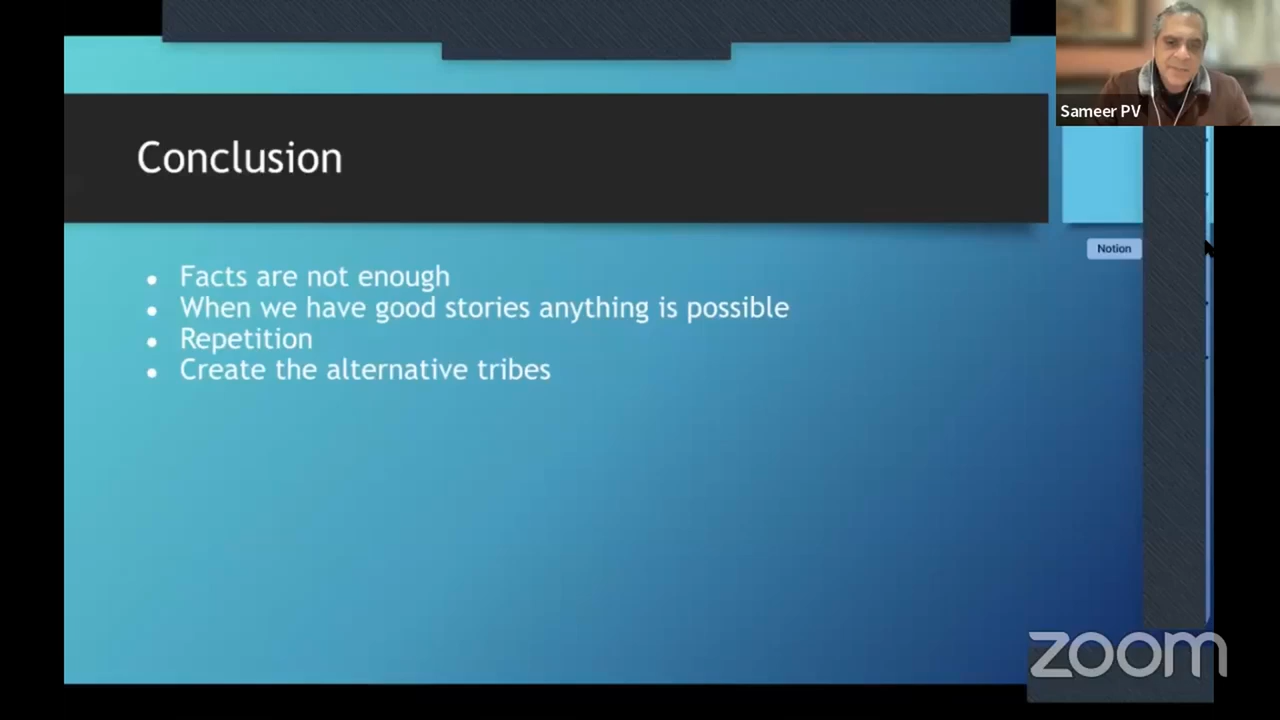 Sameer PV
Conclusion
Notion
• Facts are not enough
• When we have good stories anything is possible
• Repetition
• Create the alternative tribes
zoom